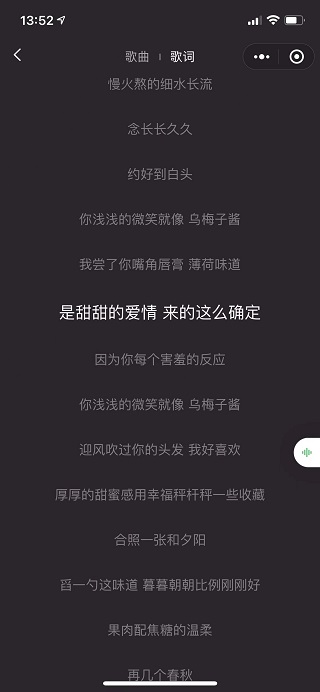 13:52
歌曲 | 歌词
慢火熬的细水长流
念长长久久
约好到白头
你浅浅的微笑就像 乌梅子酱
我尝了你嘴角唇膏 薄荷味道
是甜甜的爱情 来的这么确定
因为你每个害羞的反应
你浅浅的微笑就像 乌梅子酱
迎风吹过你的头发 我好喜欢
厚厚的甜蜜感用幸福秤杆秤一些收藏
合照一张和夕阳
舀一勺这味道 暮暮朝朝比例刚刚好
果肉配焦糖的温柔
再几个春秋